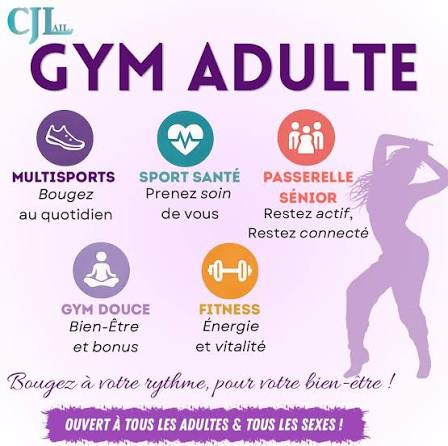 CJL
AIL
GYM ADULTE
MULTISPORTS
Bougez
au quotidien
SPORT SANTÉ
Prenez soin
de vous
PASSERELLE
SÉNIOR
Restez actif,
Restez connecté
GYM DOUCE
Bien-Être
et bonus
FITNESS
Énergie
et vitalité
Bougez à votre rythme, pour votre bien-être !
OUVERT À TOUS LES ADULTES & TOUS LES SEXES !